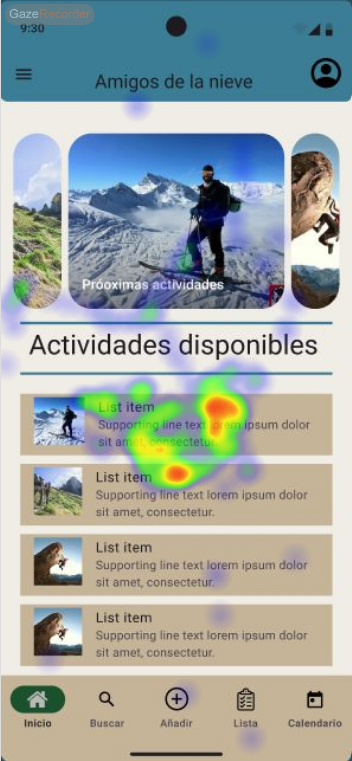 GazeRecorder
9:30
Amigos de la nieve
Próoximas actividades
Actividades disponibles
List item
Supporting line text lorem ipsum dolor
sit amet, consectetur.
List item
Supporting line text lorem ipsum dolor
sit amet, consectetur.
List item
Supporting line text lorem ipsum dolor
sit amet, consectetur.
List item
Supporting line text lorem ipsum dolor
sit amet, consectetur.
Inicio Buscar Añadir Lista Calendario